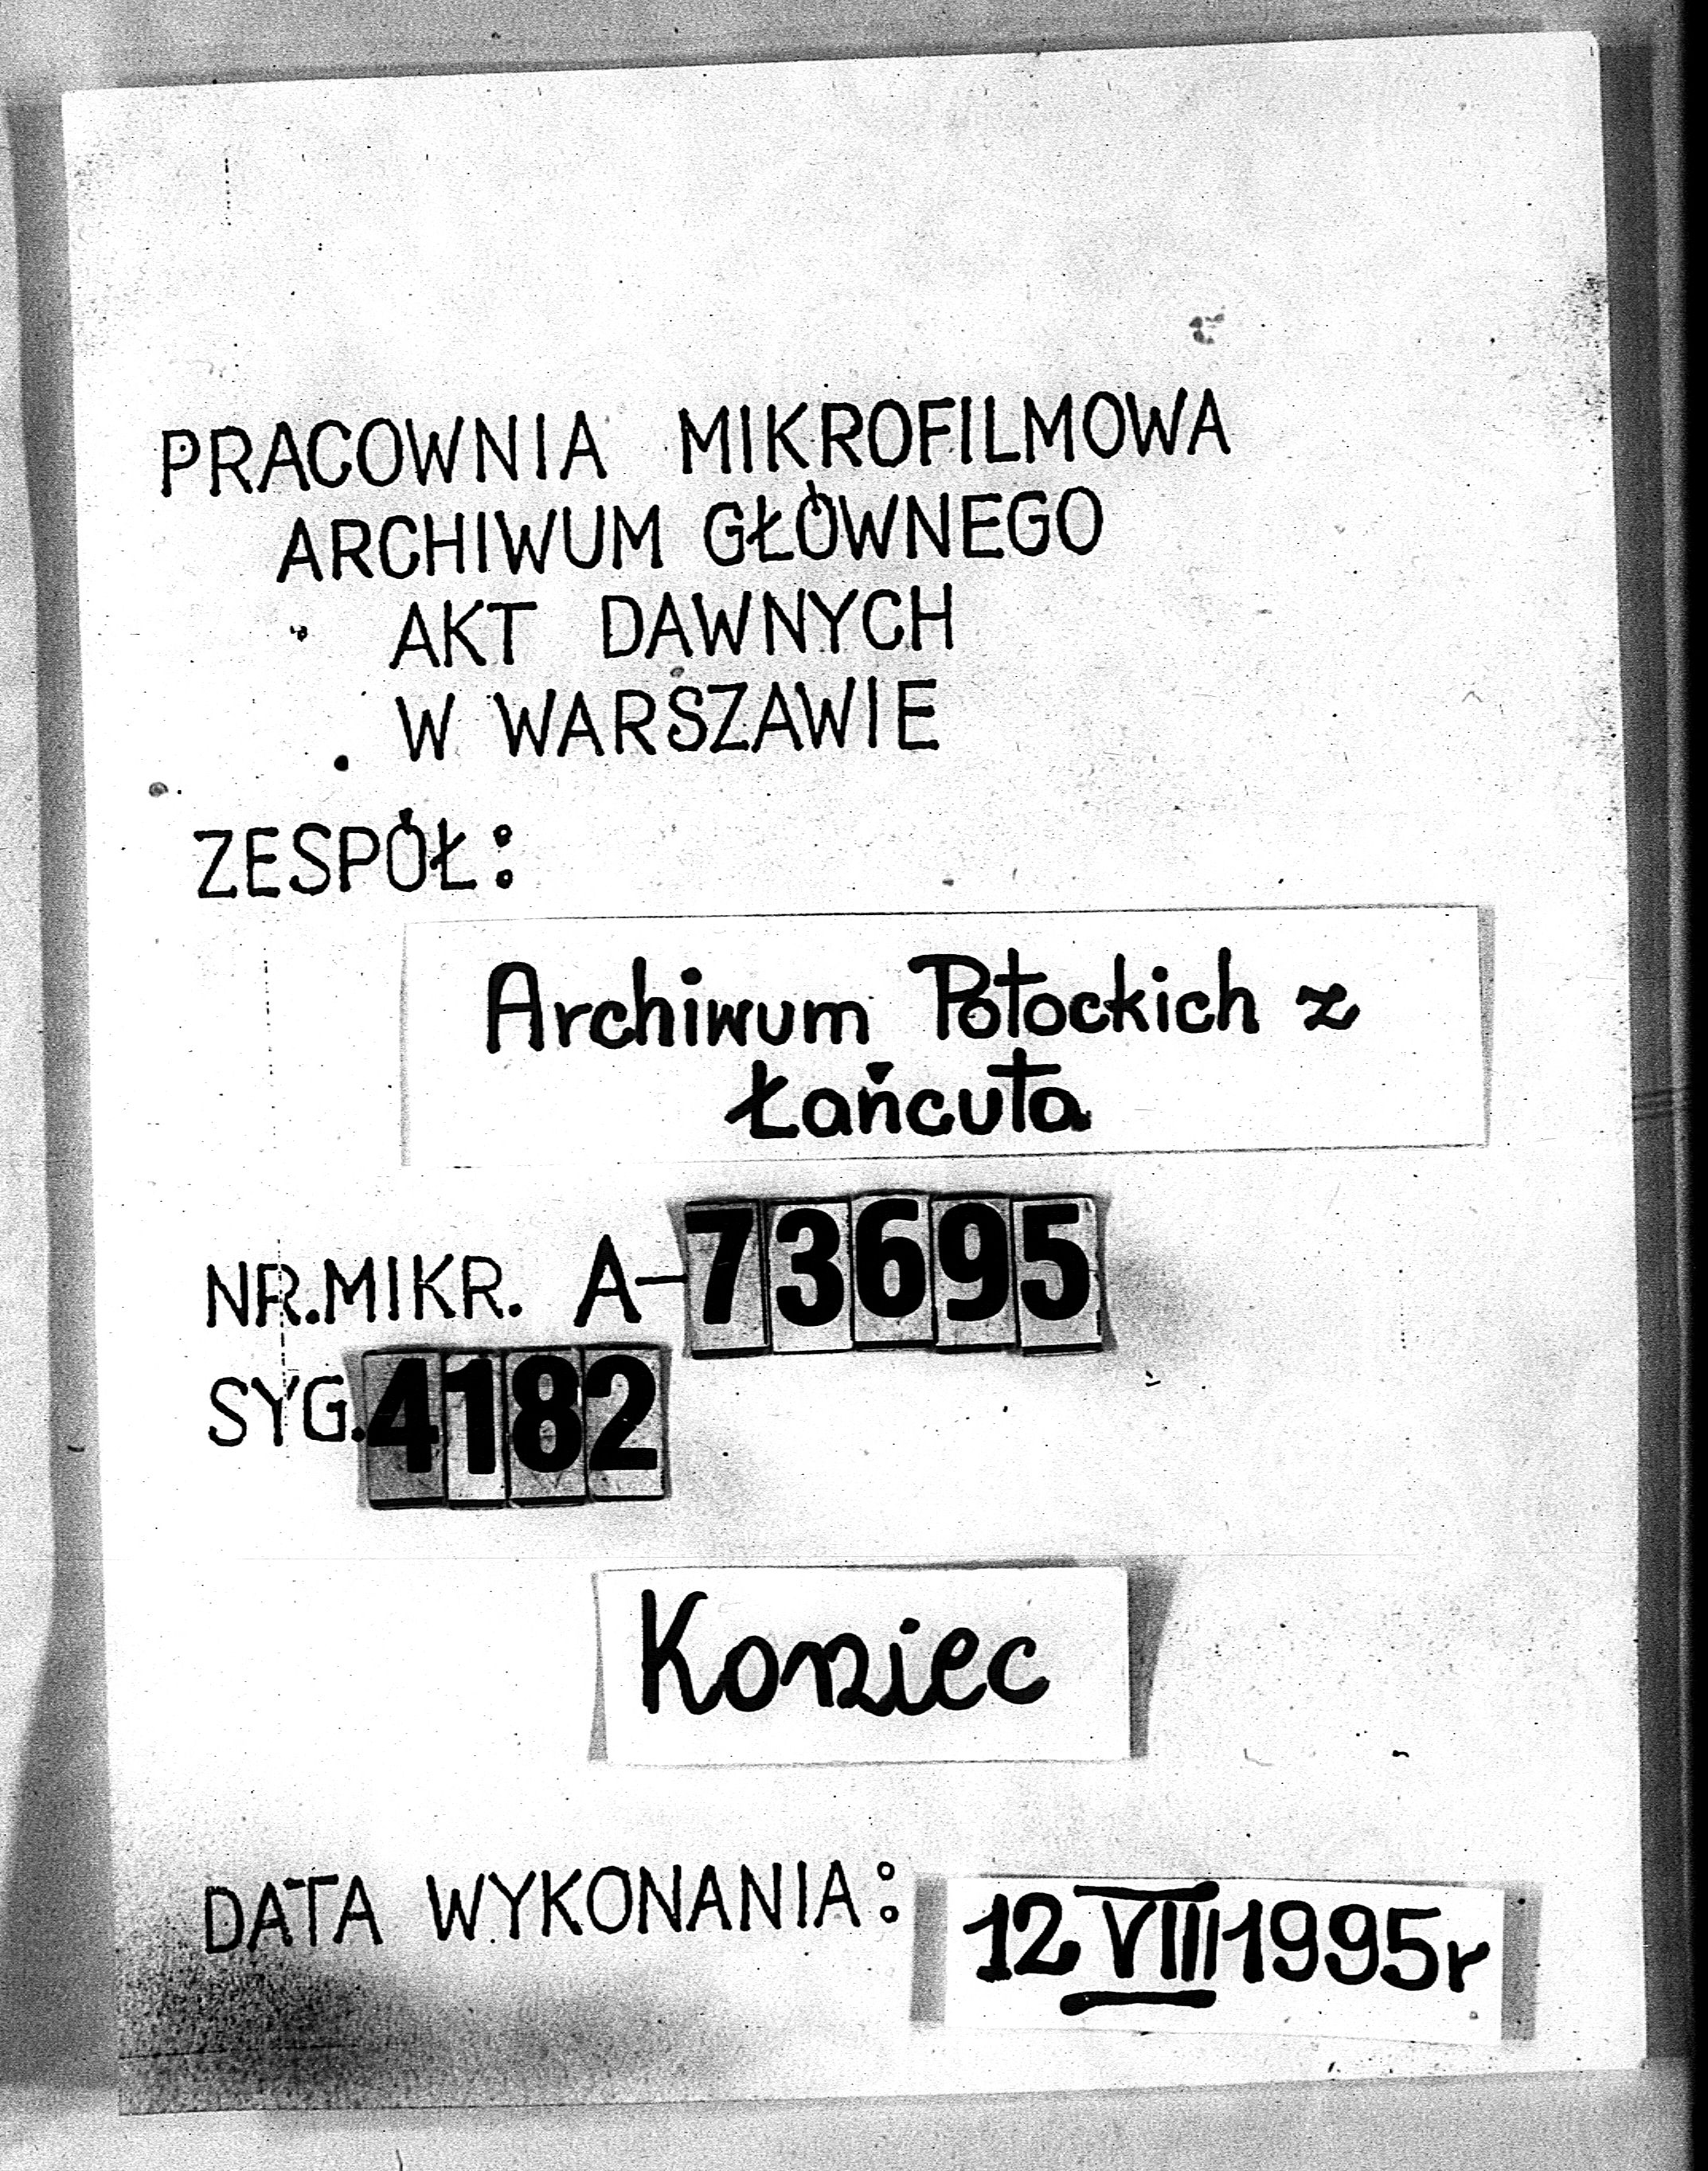 PRACOWNIA MIKROFILMOWA
ARCHIWUM GŁÓWNEGO
AKT DAWNYCH
W WARSZAWIE
ZESPÓŁ:
Archiwum Potockich z
Łańcuta
NR.MIKR. A-73695
SYG.4182
Koniec
DATA WYKONANIA: 12 VIII 1995r